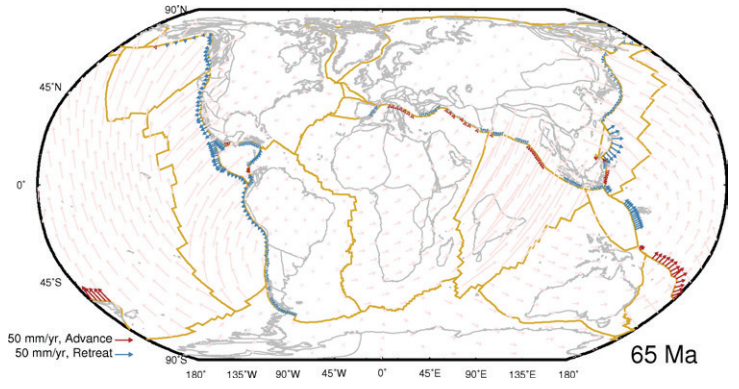 90˚N
45˚N
0˚
45˚S
50 mm/yr, Advance
50 mm/yr, Retreat
90˚S
65 Ma
180˚ 135˚W 90˚W 45˚W 0˚ 45˚E 90˚E 135˚E 180˚